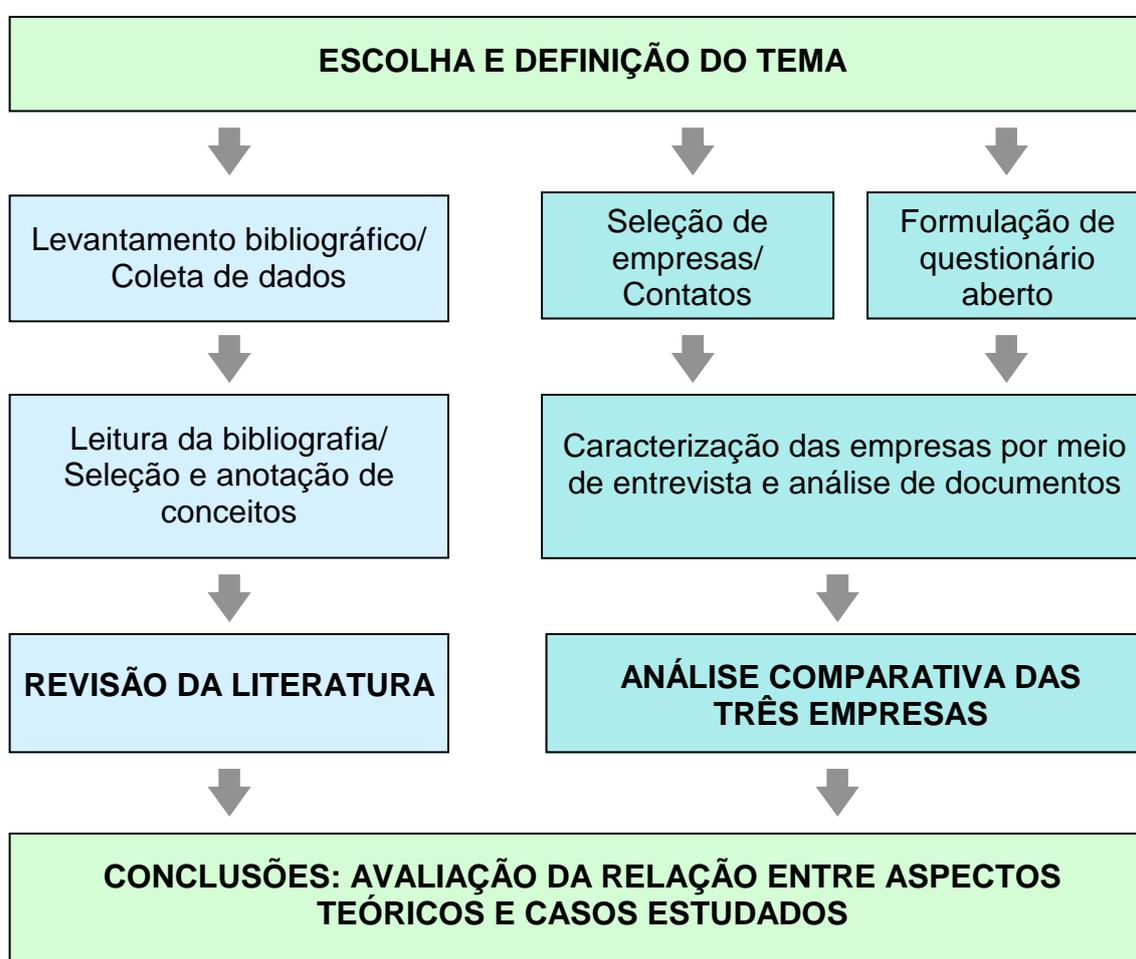 ESCOLHA E DEFINIÇÃO DO TEMA
Levantamento bibliográfico/
Coleta de dados
Seleção de
empresas/
Contatos
Formulação de
questionário
aberto
Leitura da bibliografia/
Seleção e anotação de
conceitos
Caracterização das empresas por meio
de entrevista e análise de documentos
REVISÃO DA LITERATURA
ANÁLISE COMPARATIVA DAS
TRÊS EMPRESAS
CONCLUSÕES: AVALIAÇÃO DA RELAÇÃO ENTRE ASPECTOS
TEÓRICOS E CASOS ESTUDADOS